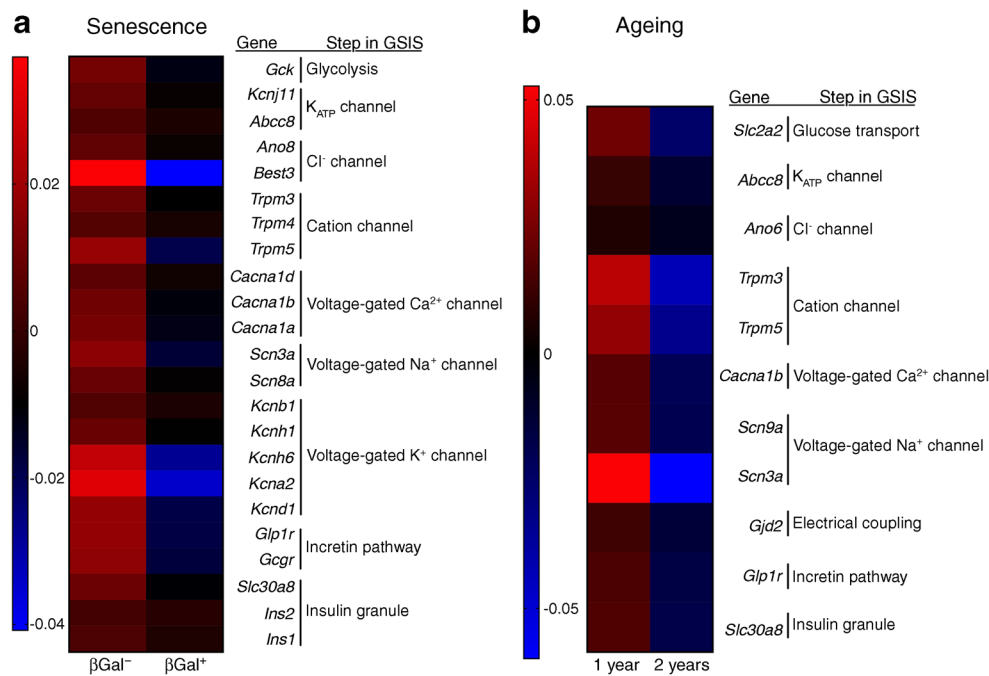 a
Senescence
Gene Step in GSIS
Gck Glycolysis
Kcnj11
Abcc8
K_ATP channel
Ano8
Best3
Cl⁻ channel
Trpm3
Trpm4
Trpm5
Cation channel
Cacna1d
Cacna1b
Cacna1a
Voltage-gated Ca²⁺ channel
Scn3a
Scn8a
Voltage-gated Na⁺ channel
Kcnb1
Kcnh1
Kcnh6
Kcna2
Kcnd1
Voltage-gated K⁺ channel
Glp1r
Gcgr
Incretin pathway
Slc30a8
Ins2
Ins1
Insulin granule
0.02
0
-0.02
-0.04
βGal⁻ βGal⁺
b
Ageing
Gene Step in GSIS
Slc2a2 Glucose transport
Abcc8 K_ATP channel
Ano6 Cl⁻ channel
Trpm3
Trpm5
Cation channel
Cacna1b Voltage-gated Ca²⁺ channel
Scn9a
Scn3a
Voltage-gated Na⁺ channel
Gjd2 Electrical coupling
Glp1r Incretin pathway
Slc30a8 Insulin granule
0.05
0
-0.05
1 year 2 years